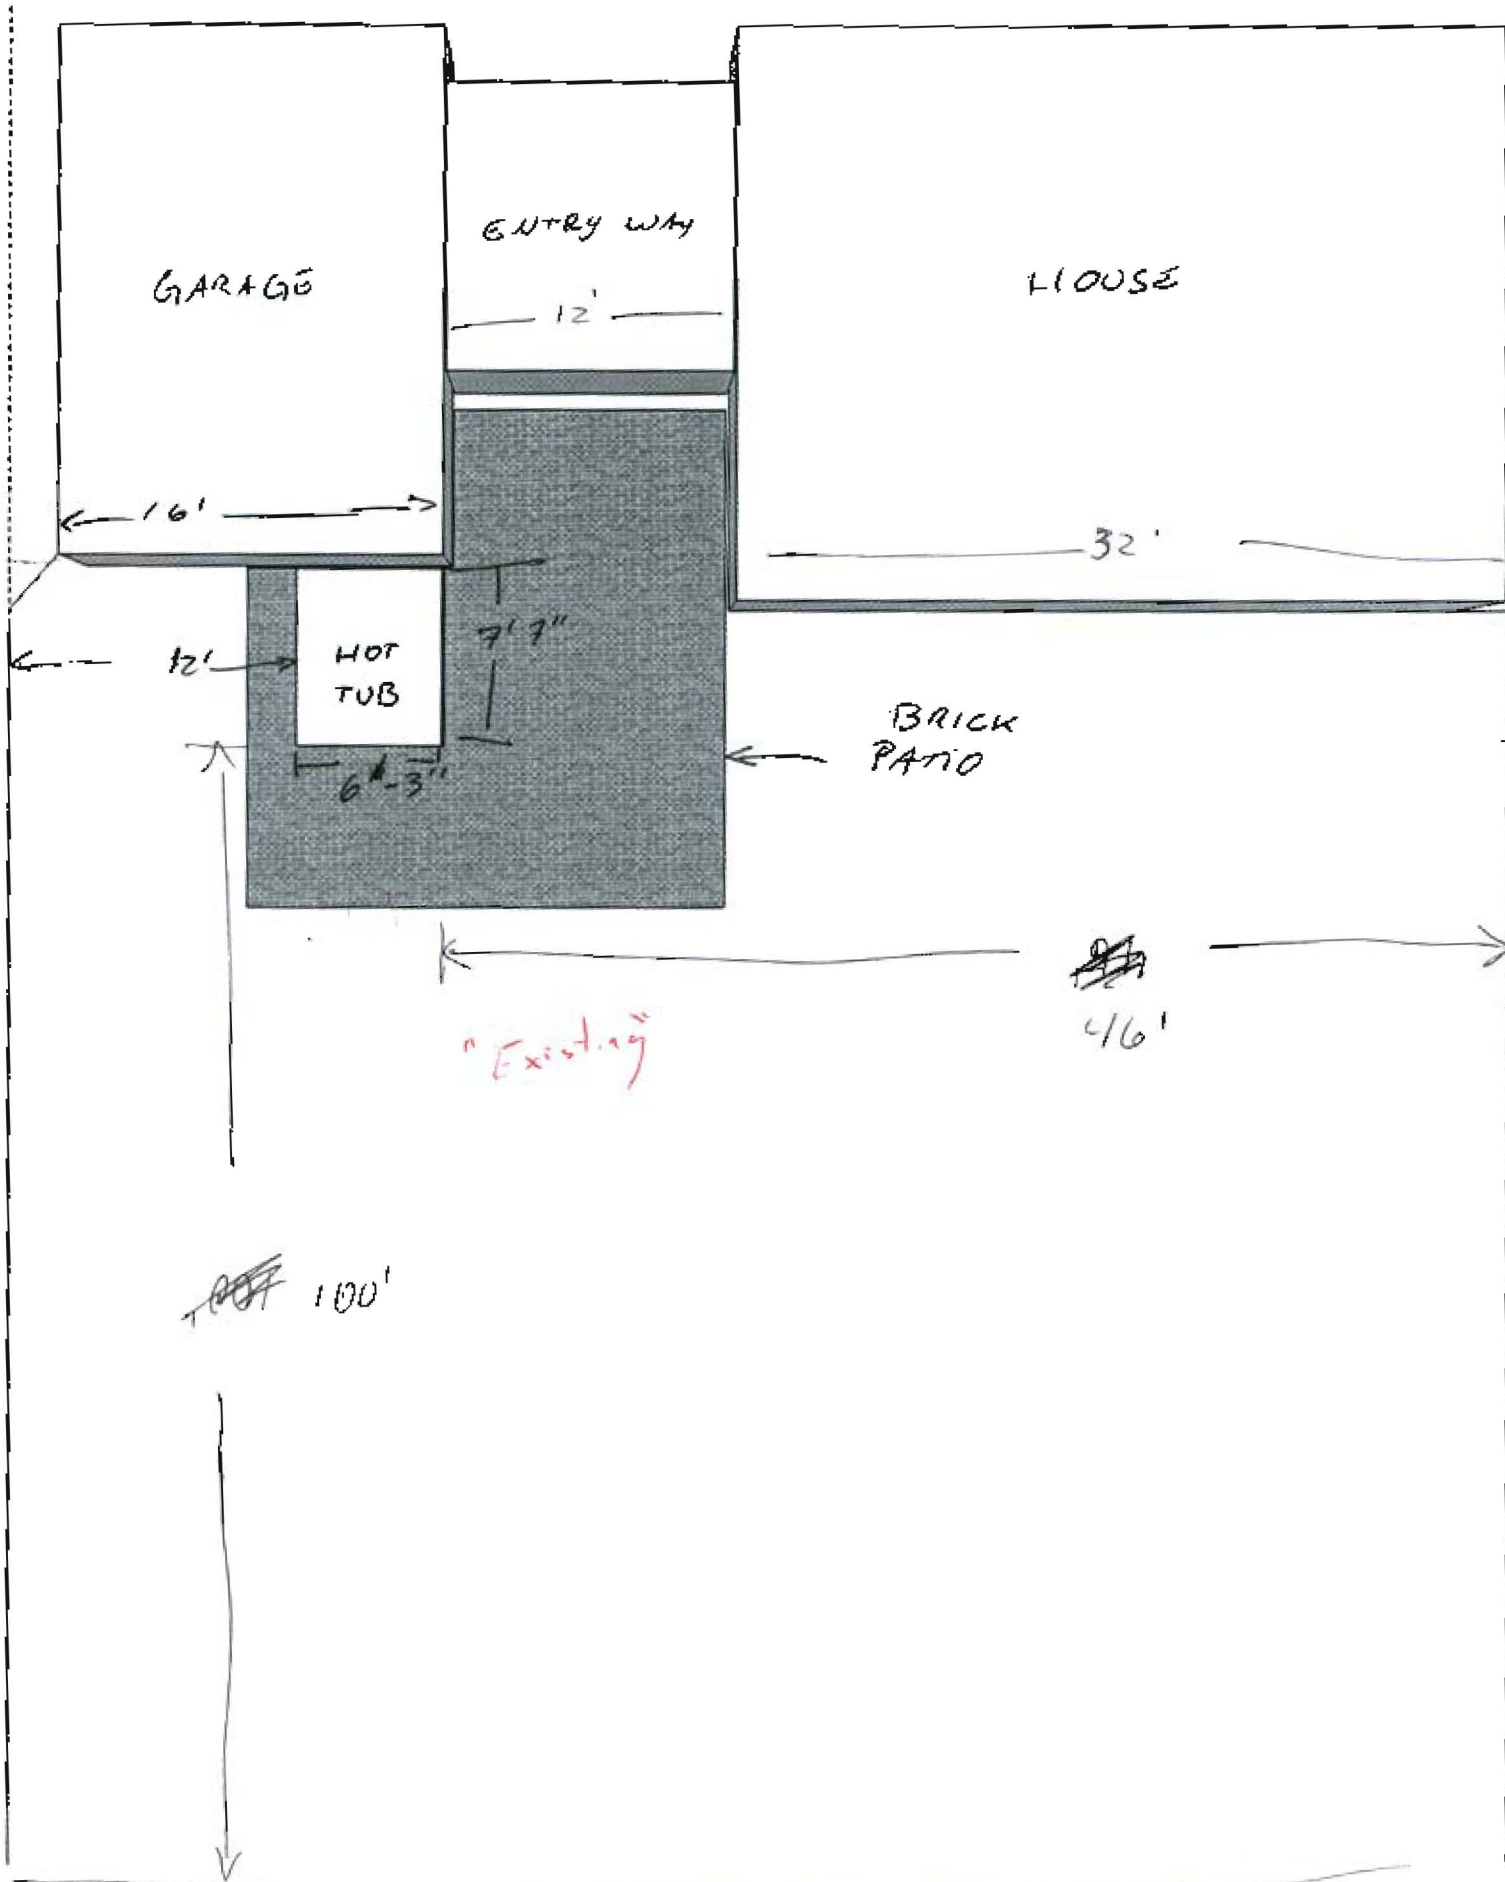 ENTRY WAY
GARAGE
HOUSE
12'
16'
32'
7'7"
12'
HOT
TUB
BRICK
PATIO
6'-3"
46'
"Existing"
100'